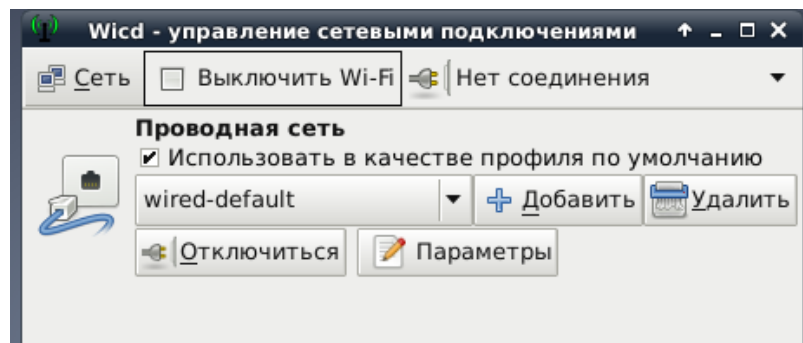 Wicd - управление сетевыми подключениями
Сеть Выключить Wi-Fi Нет соединения
Проводная сеть
Использовать в качестве профиля по умолчанию
wired-default Добавить Удалить
Отключиться Параметры